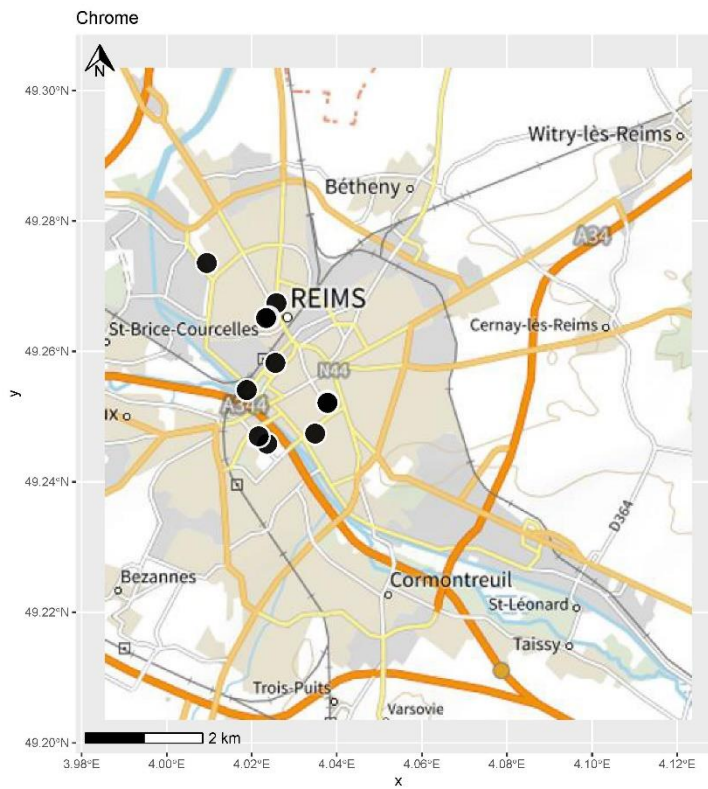 Chrome
N
49.30°N
Witry-lès-Reims
Bétheny
49.28°N
A34
REIMS
St-Brice-Courcelles
Cernay-lès-Reims
49.26°N
N44
y
A344
IX
49.24°N
D364
Bezannes
Cormontreuil
49.22°N
St-Léonard
Taissy
Trois-Puits
Varsovie
49.20°N
2 km
3.98°E 4.00°E 4.02°E 4.04°E 4.06°E 4.08°E 4.10°E 4.12°E
x